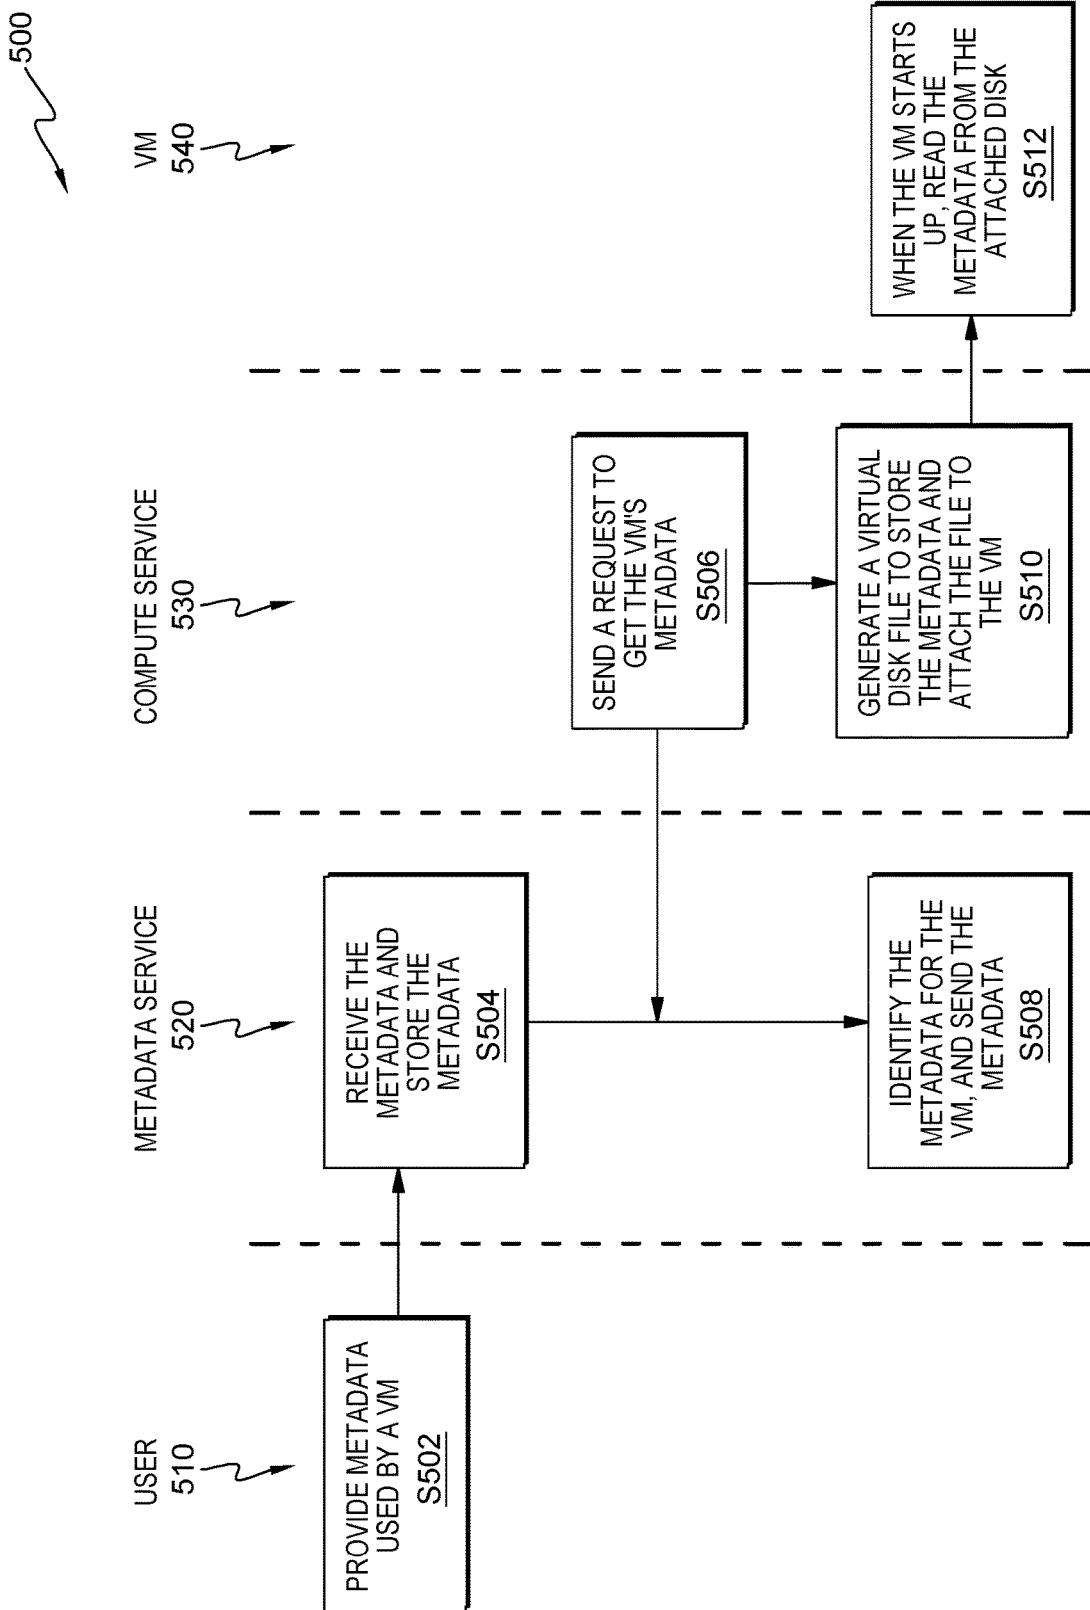 500
USER
510
METADATA SERVICE
520
COMPUTE SERVICE
530
VM
540
PROVIDE METADATA
USED BY A VM
S502
RECEIVE THE
METADATA AND
STORE THE
METADATA
S504
SEND A REQUEST TO
GET THE VM'S
METADATA
S506
IDENTIFY THE
METADATA FOR THE
VM, AND SEND THE
METADATA
S508
GENERATE A VIRTUAL
DISK FILE TO STORE
THE METADATA AND
ATTACH THE FILE TO
THE VM
S510
WHEN THE VM STARTS
UP, READ THE
METADATA FROM THE
ATTACHED DISK
S512